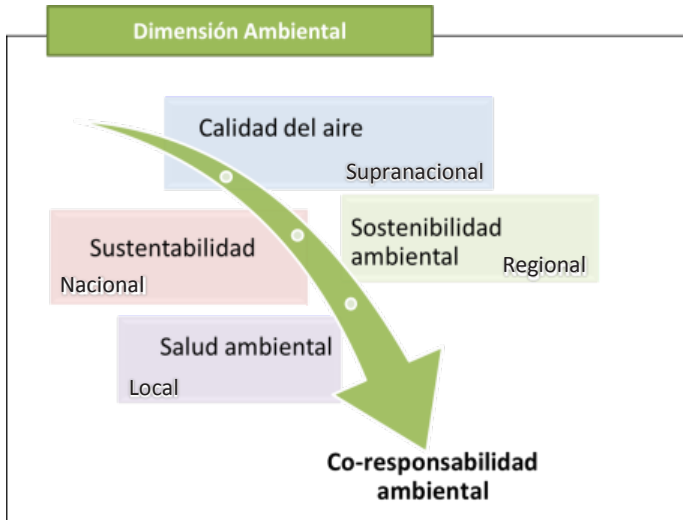 Dimensión Ambiental
Calidad del aire
Supranacional
Sustentabilidad
Nacional
Sostenibilidad
ambiental
Regional
Salud ambiental
Local
Co-responsabilidad
ambiental